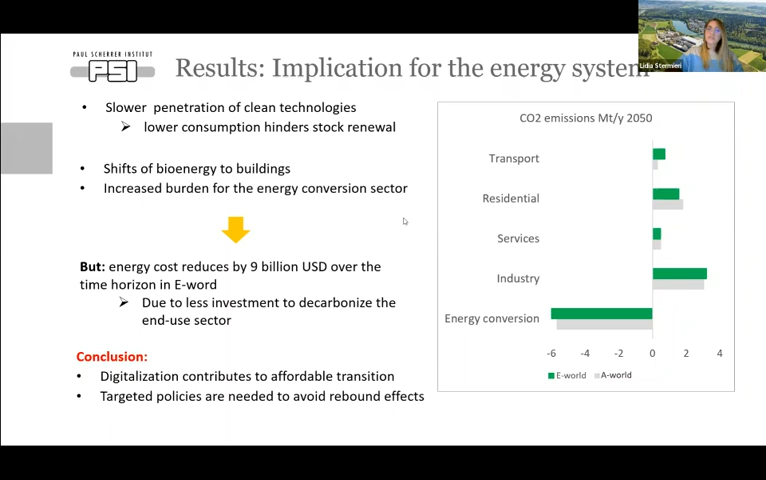 PAUL SCHERRER INSTITUT
PSI
Results: Implication for the energy system
Lidia Stermieri
• Slower penetration of clean technologies
➢ lower consumption hinders stock renewal
• Shifts of bioenergy to buildings
• Increased burden for the energy conversion sector
But: energy cost reduces by 9 billion USD over the
time horizon in E-word
➢ Due to less investment to decarbonize the
end-use sector
Conclusion:
• Digitalization contributes to affordable transition
• Targeted policies are needed to avoid rebound effects
CO2 emissions Mt/y 2050
Transport
Residential
Services
Industry
Energy conversion
-6 -4 -2 0 2 4
E-world A-world